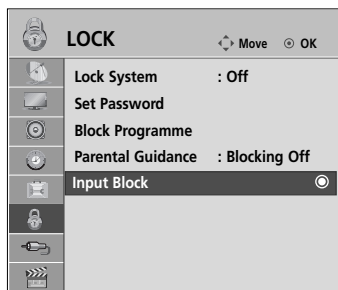 LOCK Move OK
Lock System : Off
Set Password
Block Programme
Parental Guidance : Blocking Off
Input Block